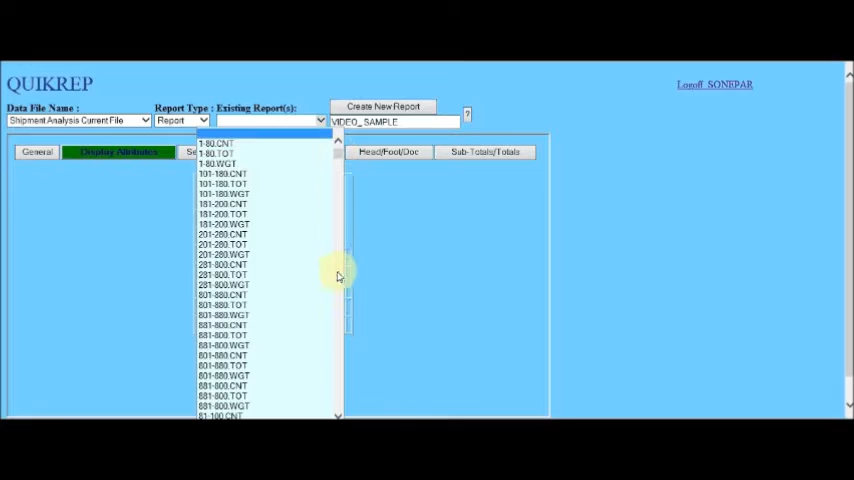 QUIKREP
Logoff SONEPAR
Data File Name :
Report Type :
Existing Report(s):
Create New Report
Shipment Analysis Current File
Report
VIDEO_SAMPLE
?
General
Display Attributes
Se
Head/Foot/Doc
Sub-Totals/Totals
1-80.CNT
1-80.TOT
1-80.WGT
101-180.CNT
101-180.TOT
101-180.WGT
181-200.CNT
181-200.TOT
181-200.WGT
201-280.CNT
201-280.TOT
201-280.WGT
281-800.CNT
281-800.TOT
281-800.WGT
801-880.CNT
801-880.TOT
801-880.WGT
881-800.CNT
881-800.TOT
801-880.CNT
801-880.TOT
801-880.WGT
881-800.CNT
881-800.TOT
881-800.WGT
81-100.CNT